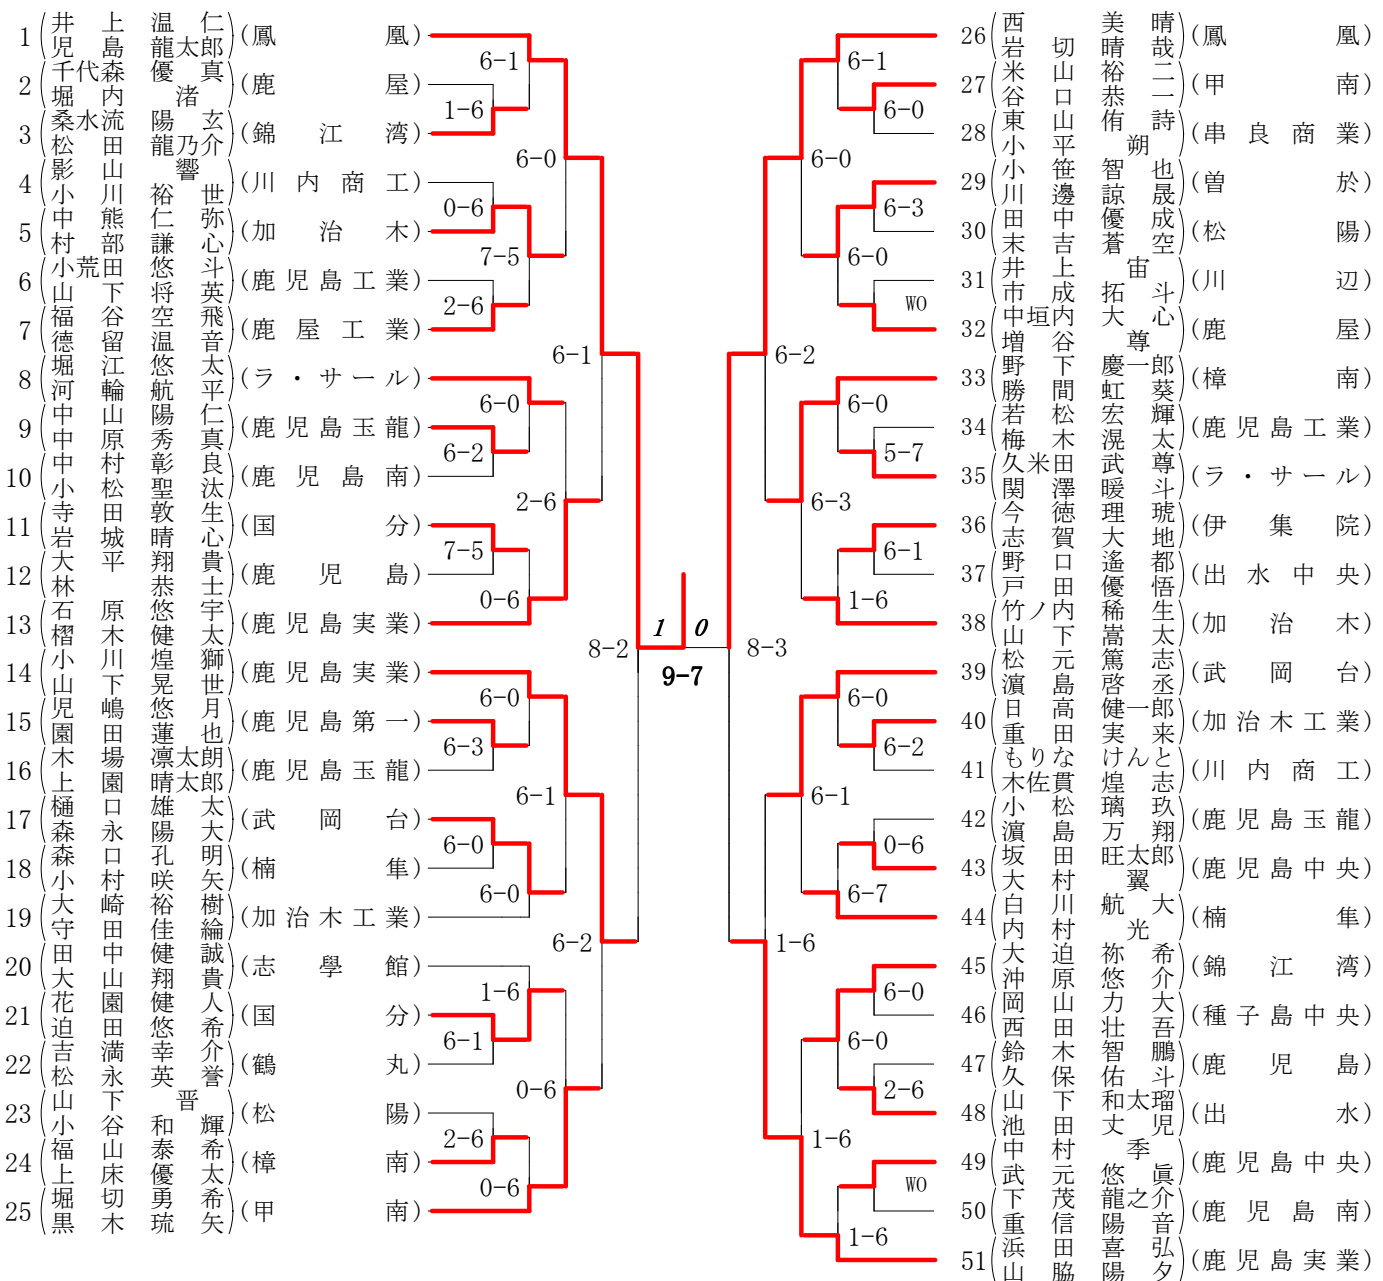 1 井上温仁 児島龍太郎 (鳳凰)
2 千代森優真 堀内渚 (鹿屋)
3 桑水流陽玄 松田龍乃介 (錦江湾)
4 影山響 小川裕世 (川内商工)
5 中熊仁弥 村部謙心 (加治木)
6 小荒田悠斗 山下将英 (鹿児島工業)
7 福谷空飛 德留温音 (鹿屋工業)
8 堀江悠太 河輪航平 (ラ・サール)
9 中山陽仁 中原秀真 (鹿児島玉龍)
10 中村彰良 小松聖汰 (鹿児島南)
11 寺田敦生 岩城晴心 (国分)
12 大平翔貴 林恭士 (鹿児島)
13 石原悠宇 榴木健太 (鹿児島実業)
14 小川煌獅 山下晃世 (鹿児島実業)
15 児嶋悠月 園田蓮也 (鹿児島第一)
16 木場凛太朗 上園晴太郎 (鹿児島玉龍)
17 樋口雄太 森永陽大 (武岡台)
18 森口孔明 小村咲矢 (楠隼)
19 大崎裕樹 守田佳綸 (加治木工業)
20 田中健誠 大山翔貴 (志學館)
21 花園健人 迫田悠希 (国分)
22 吉満幸介 松永英誉 (鶴丸)
23 山下晋 小谷和輝 (松陽)
24 福山泰希 上床優太 (樟南)
25 堀切勇希 黒木琉矢 (甲南)
6-1
1-6
6-0
0-6
7-5
2-6
6-1
6-0
6-2
2-6
7-5
0-6
8-2
6-0
6-3
6-1
6-0
6-0
6-2
1-6
6-1
0-6
2-6
0-6
1 0
9-7
26 西美晴 岩切晴哉 (鳳凰)
27 米山裕二 谷口恭一 (甲南)
28 東山侑詩 小平朔 (串良商業)
29 小笹智也 川邊諒晟 (曽於)
30 田中優成 末吉蒼空 (松陽)
31 井上宙 市成拓斗 (川辺)
32 中垣内大心 増谷尊 (鹿屋)
33 野下慶一郎 勝間虹葵 (樟南)
34 若松宏輝 梅木滉太 (鹿児島工業)
35 久米田武尊 関澤暖斗 (ラ・サール)
36 今徳理琥 志賀大地 (伊集院)
37 野口遙都 戸田優悟 (出水中央)
38 竹ノ内稀生 山下嵩太 (加治木)
39 松元篤志 濵島啓丞 (武岡台)
40 日高健一郎 重田実来 (加治木工業)
41 もりなけんと 木佐貫煌志 (川内商工)
42 小松璃玖 濵島万翔 (鹿児島玉龍)
43 坂田旺太郎 大村翼 (鹿児島中央)
44 白川航大 内村光 (楠隼)
45 大迫祢希 沖原悠介 (錦江湾)
46 岡山力大 西田壮吾 (種子島中央)
47 鈴木智鵬 久保佑斗 (鹿児島)
48 山下和太瑠 池田丈児 (出水)
49 中村季 武元悠眞 (鹿児島中央)
50 下茂龍之介 重信陽音 (鹿児島南)
51 浜田喜弘 山脇陽夕 (鹿児島実業)
6-1
6-0
6-0
6-3
6-0
WO
6-2
6-0
5-7
6-3
6-1
1-6
8-3
6-0
6-2
6-1
0-6
6-7
1-6
6-0
6-0
2-6
1-6
WO
1-6